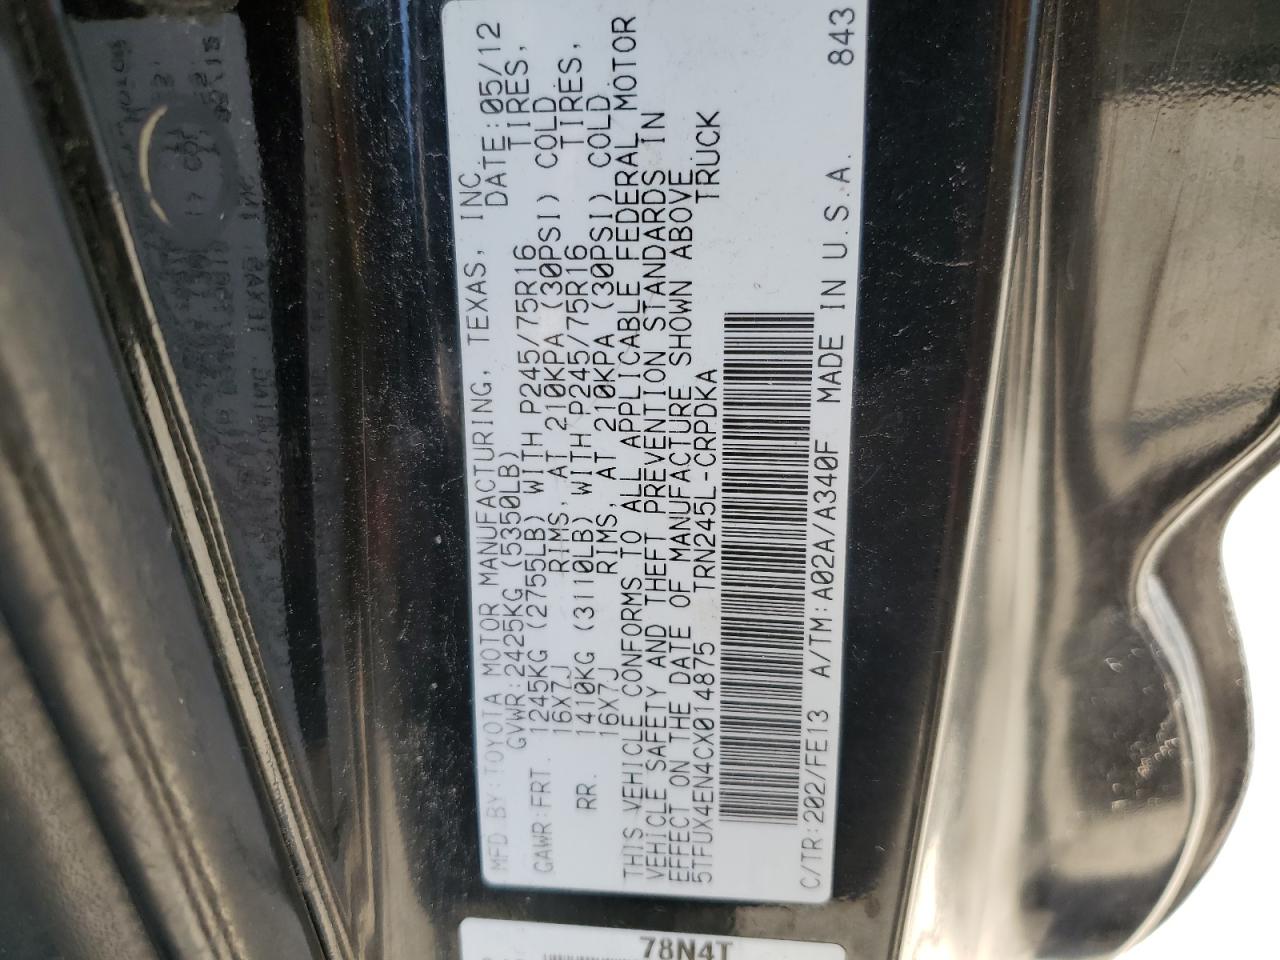 MFD BY:TOYOTA MOTOR MANUFACTURING, TEXAS, INC.
GVWR:2425KG (5350LB) DATE:05/12
GAWR:FRT. 1245KG (2755LB) WITH P245/75R16 TIRES,
16X7J RIMS, AT 210KPA (30PSI) COLD
RR. 1410KG (3110LB) WITH P245/75R16 TIRES,
16X7J RIMS, AT 210KPA (30PSI) COLD
THIS VEHICLE CONFORMS TO ALL APPLICABLE FEDERAL MOTOR
VEHICLE SAFETY AND THEFT PREVENTION STANDARDS IN
EFFECT ON THE DATE OF MANUFACTURE SHOWN ABOVE
5TFUX4EN4CX014875 TRN245L-CRPDKA TRUCK
C/TR:202/FE13 A/TM:A02A/A340F MADE IN U.S.A. 843
78N4T